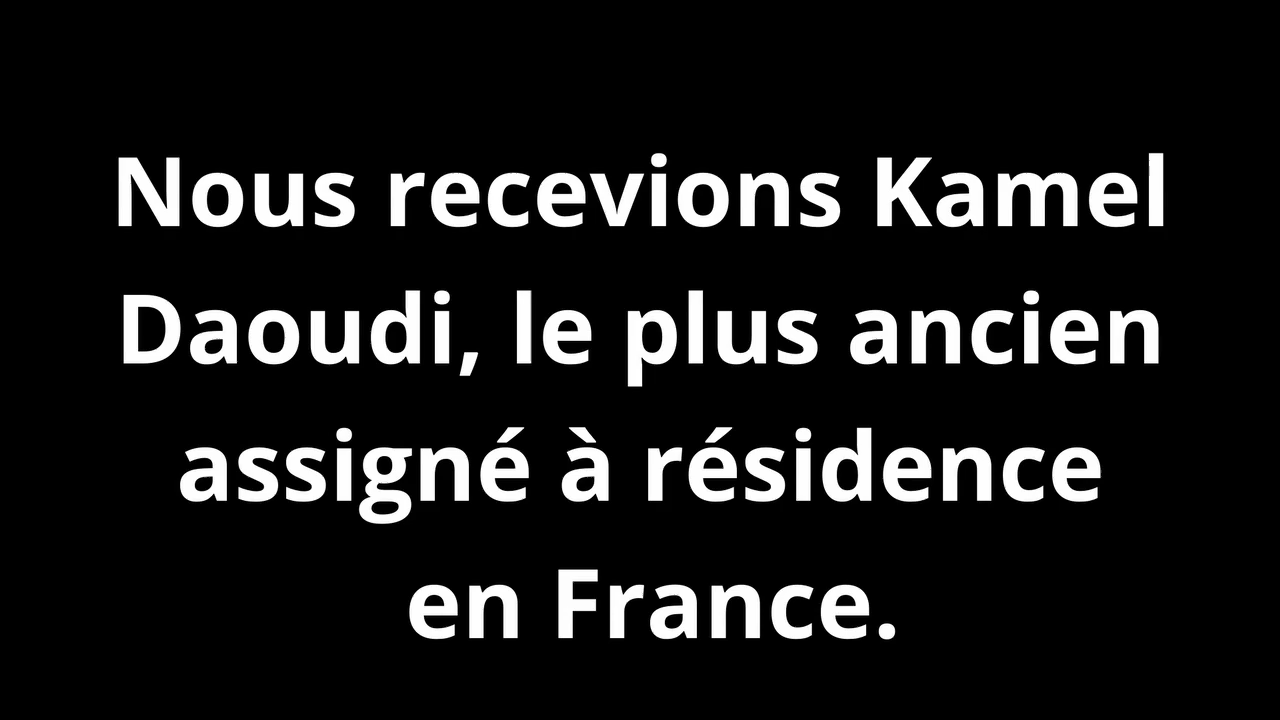 Nous recevions Kamel
Daoudi, le plus ancien
assigné à résidence
en France.